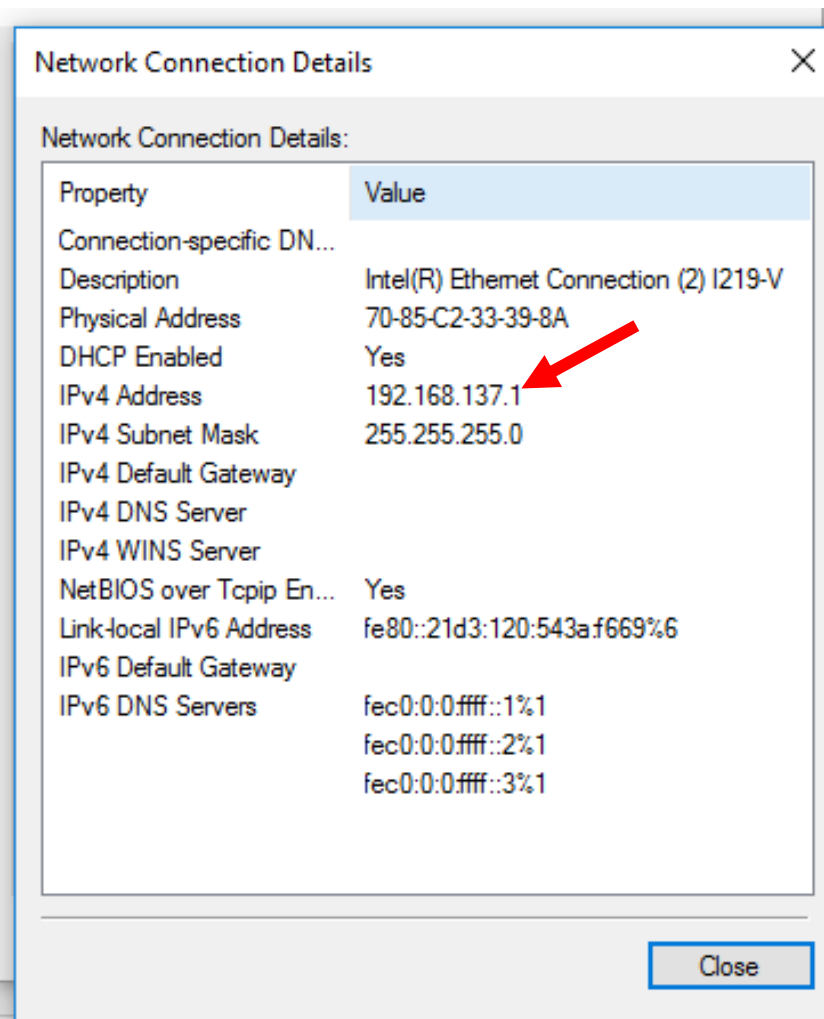 Network Connection Details
Network Connection Details:
Property Value
Connection-specific DN...
Description Intel(R) Ethernet Connection (2) I219-V
Physical Address 70-85-C2-33-39-8A
DHCP Enabled Yes
IPv4 Address 192.168.137.1
IPv4 Subnet Mask 255.255.255.0
IPv4 Default Gateway
IPv4 DNS Server
IPv4 WINS Server
NetBIOS over Tcpip En... Yes
Link-local IPv6 Address fe80::21d3:120:543a:f669%6
IPv6 Default Gateway
IPv6 DNS Servers fec0:0:0:ffff::1%1
fec0:0:0:ffff::2%1
fec0:0:0:ffff::3%1
Close